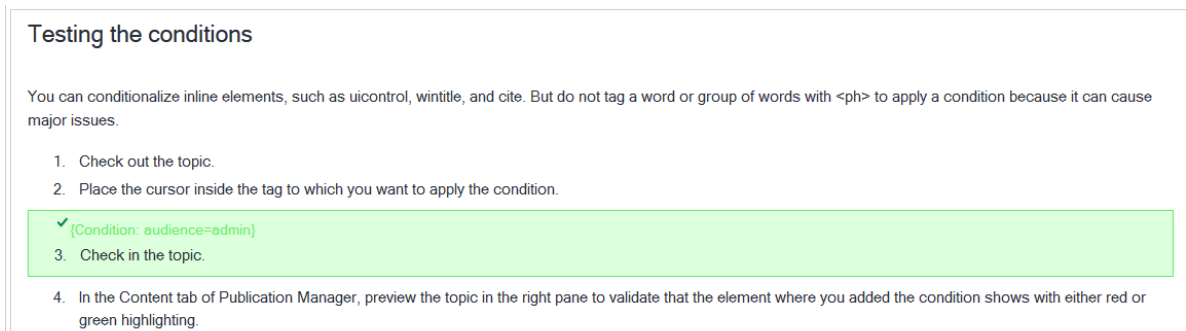 Testing the conditions
You can conditionalize inline elements, such as uicontrol, wintitle, and cite. But do not tag a word or group of words with <ph> to apply a condition because it can cause
major issues.
1. Check out the topic.
2. Place the cursor inside the tag to which you want to apply the condition.
{Condition: audience=admin}
3. Check in the topic.
4. In the Content tab of Publication Manager, preview the topic in the right pane to validate that the element where you added the condition shows with either red or
green highlighting.